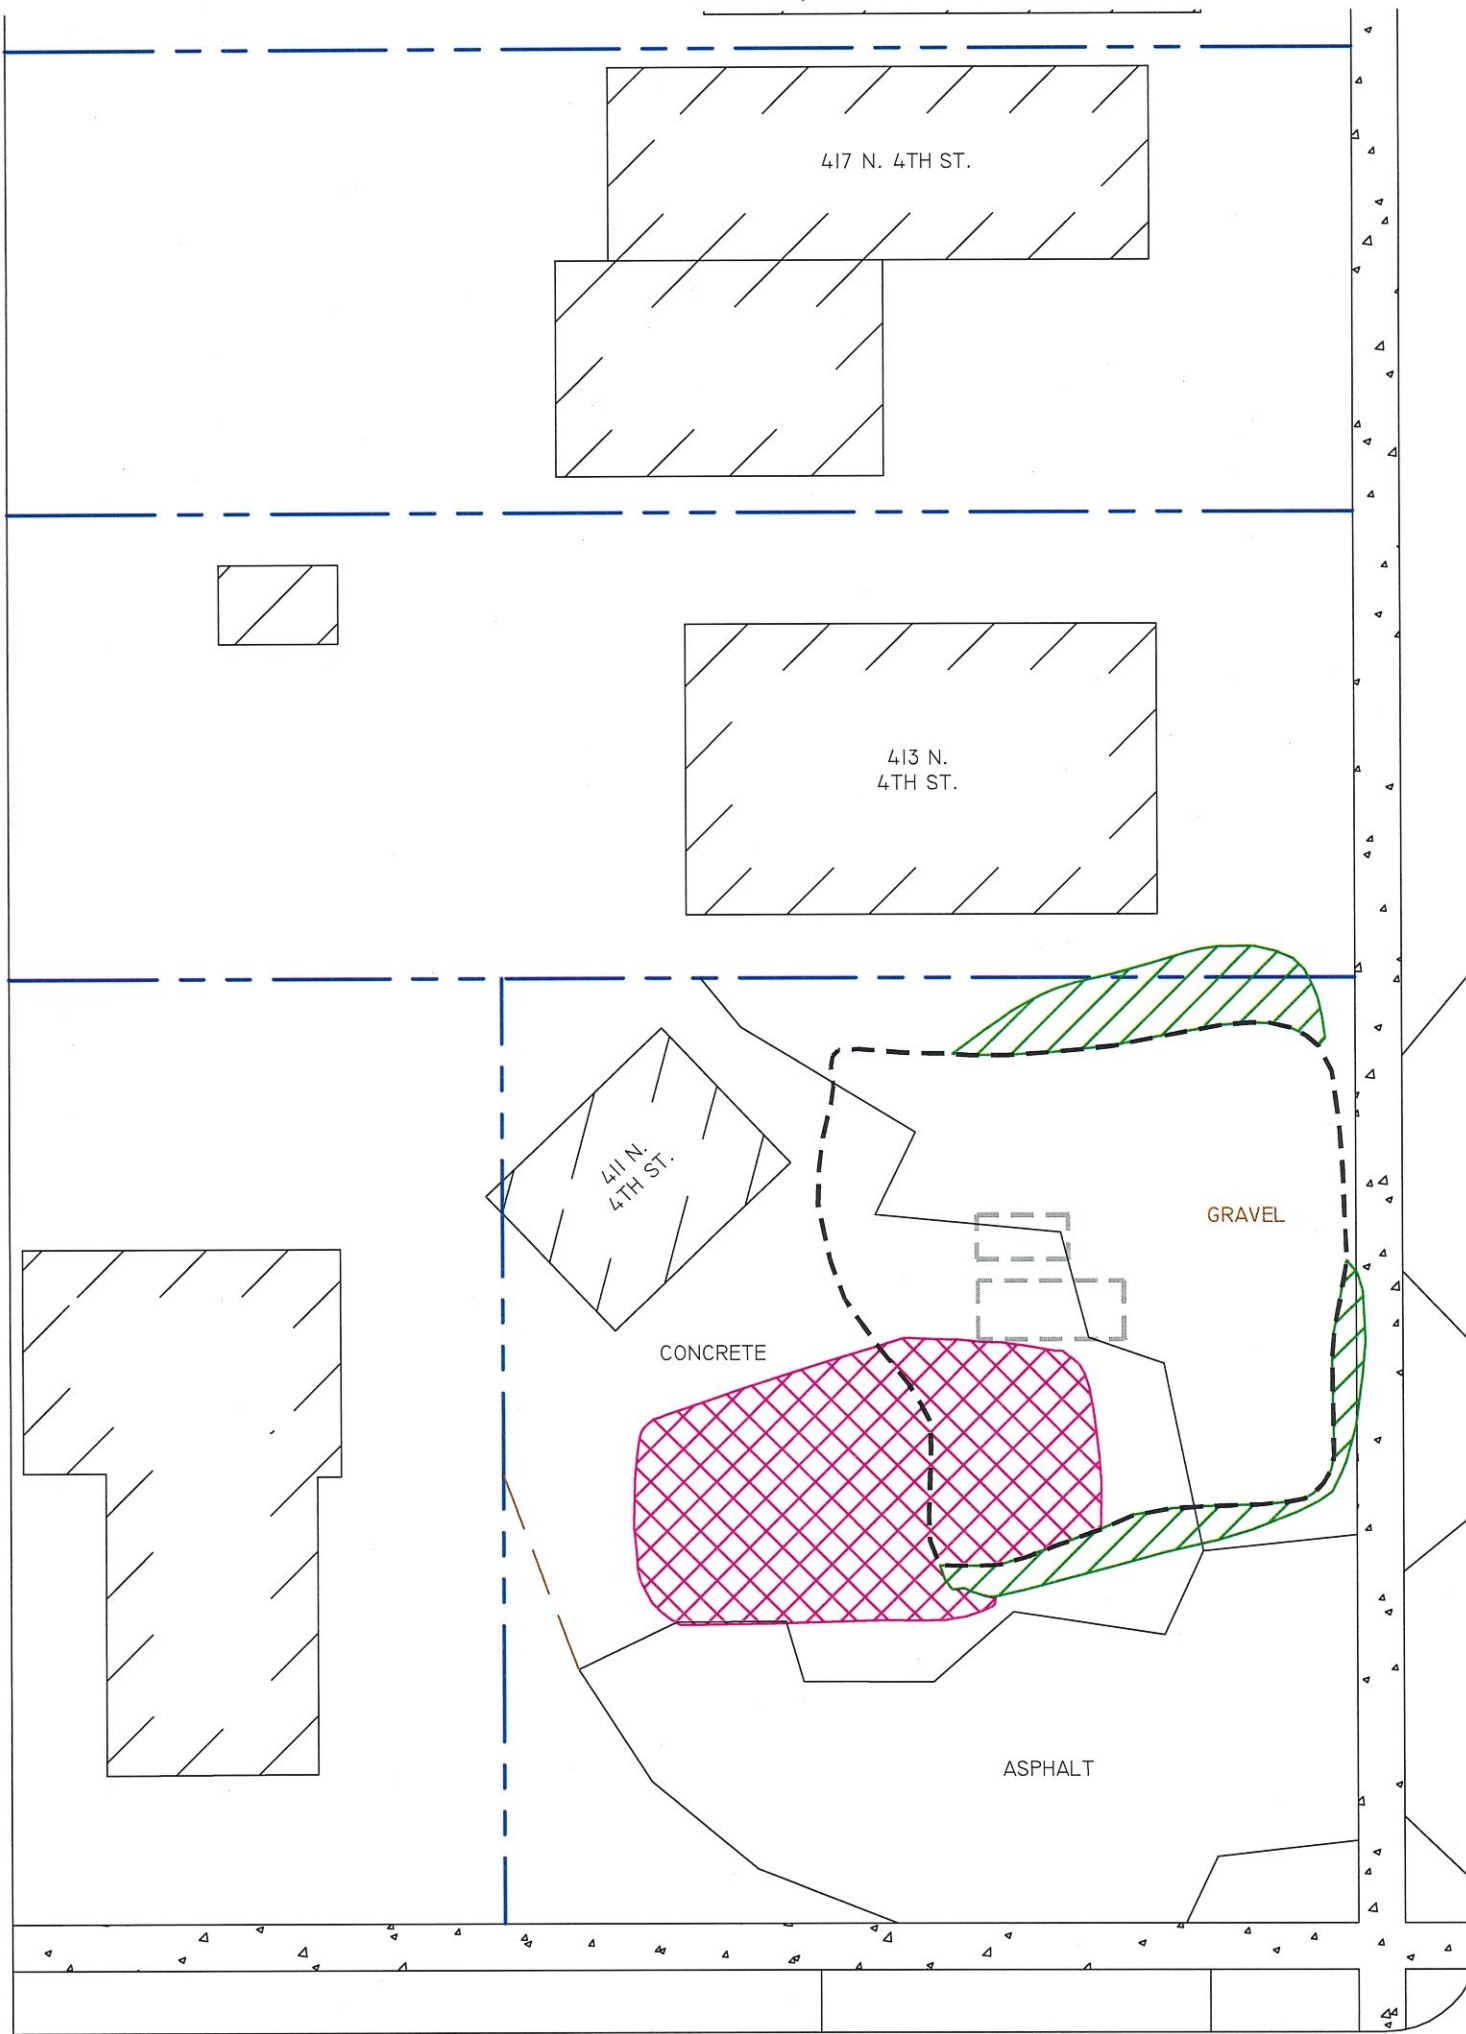 417 N. 4TH ST.
413 N.
4TH ST.
411 N.
4TH ST.
GRAVEL
CONCRETE
ASPHALT